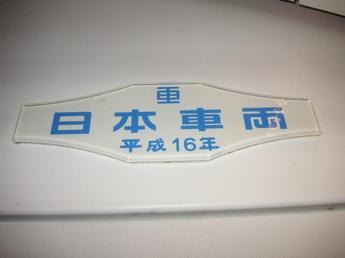 重
日本車両
平成16年